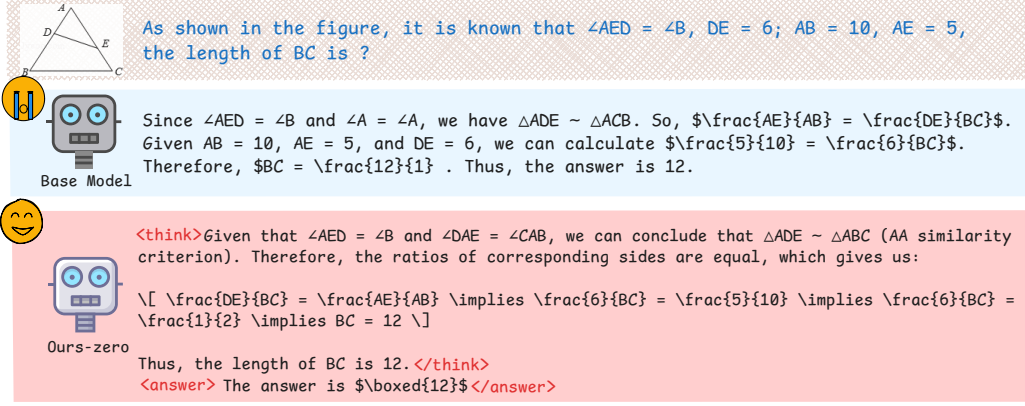 A
D
E
B
C
As shown in the figure, it is known that ∠AED = ∠B, DE = 6; AB = 10, AE = 5,
the length of BC is ?
Since ∠AED = ∠B and ∠A = ∠A, we have △ADE ~ △ACB. So, $\frac{AE}{AB} = \frac{DE}{BC}$.
Given AB = 10, AE = 5, and DE = 6, we can calculate $\frac{5}{10} = \frac{6}{BC}$.
Therefore, $BC = \frac{12}{1} . Thus, the answer is 12.
Base Model
<think>Given that ∠AED = ∠B and ∠DAE = ∠CAB, we can conclude that △ADE ~ △ABC (AA similarity
criterion). Therefore, the ratios of corresponding sides are equal, which gives us:
\[ \frac{DE}{BC} = \frac{AE}{AB} \implies \frac{6}{BC} = \frac{5}{10} \implies \frac{6}{BC} =
\frac{1}{2} \implies BC = 12 \]
Ours-zero
Thus, the length of BC is 12.</think>
<answer> The answer is $\boxed{12}$</answer>